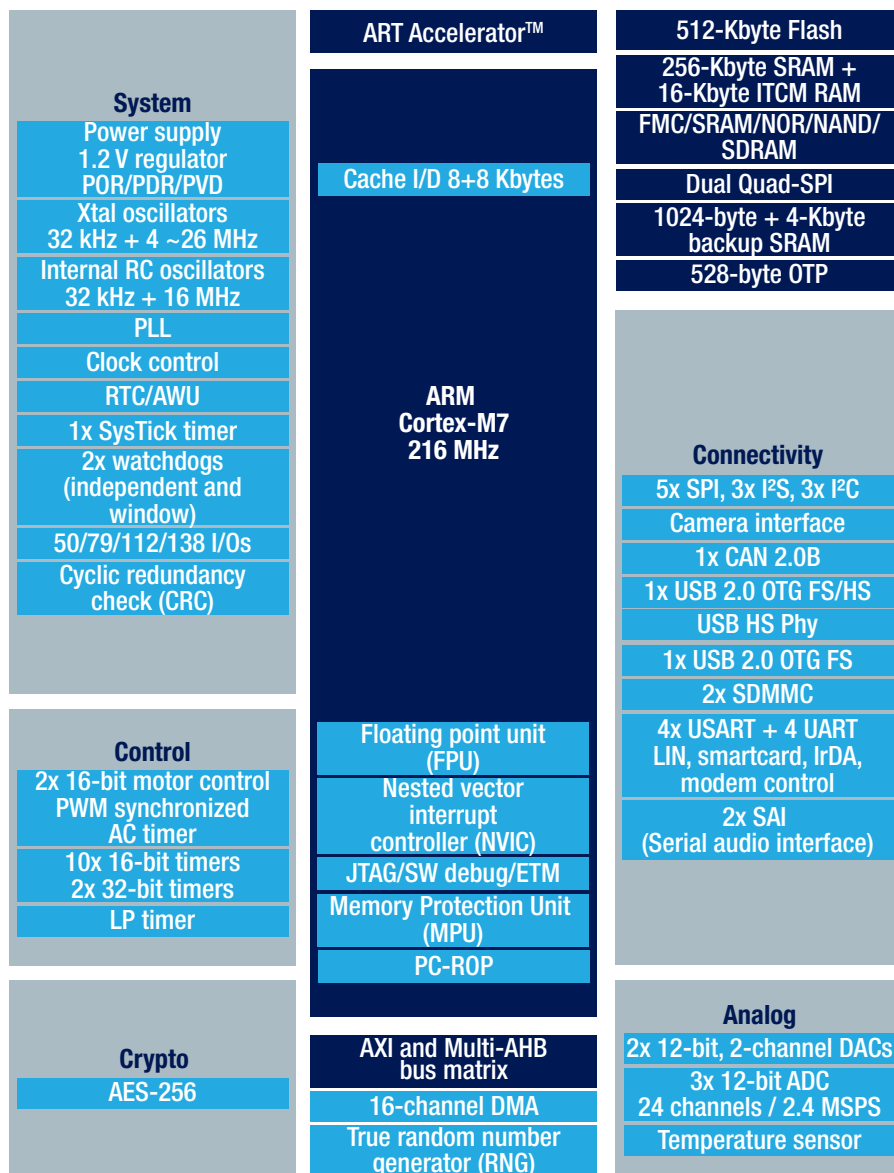 System
Power supply
1.2 V regulator
POR/PDR/PVD
Xtal oscillators
32 kHz + 4 ~26 MHz
Internal RC oscillators
32 kHz + 16 MHz
PLL
Clock control
RTC/AWU
1x SysTick timer
2x watchdogs
(independent and
window)
50/79/112/138 I/Os
Cyclic redundancy
check (CRC)
Control
2x 16-bit motor control
PWM synchronized
AC timer
10x 16-bit timers
2x 32-bit timers
LP timer
Crypto
AES-256
ART Accelerator™
Cache I/D 8+8 Kbytes
ARM
Cortex-M7
216 MHz
Floating point unit
(FPU)
Nested vector
interrupt
controller (NVIC)
JTAG/SW debug/ETM
Memory Protection Unit
(MPU)
PC-ROP
AXI and Multi-AHB
bus matrix
16-channel DMA
True random number
generator (RNG)
512-Kbyte Flash
256-Kbyte SRAM +
16-Kbyte ITCM RAM
FMC/SRAM/NOR/NAND/
SDRAM
Dual Quad-SPI
1024-byte + 4-Kbyte
backup SRAM
528-byte OTP
Connectivity
5x SPI, 3x I²S, 3x I²C
Camera interface
1x CAN 2.0B
1x USB 2.0 OTG FS/HS
USB HS Phy
1x USB 2.0 OTG FS
2x SDMMC
4x USART + 4 UART
LIN, smartcard, IrDA,
modem control
2x SAI
(Serial audio interface)
Analog
2x 12-bit, 2-channel DACs
3x 12-bit ADC
24 channels / 2.4 MSPS
Temperature sensor